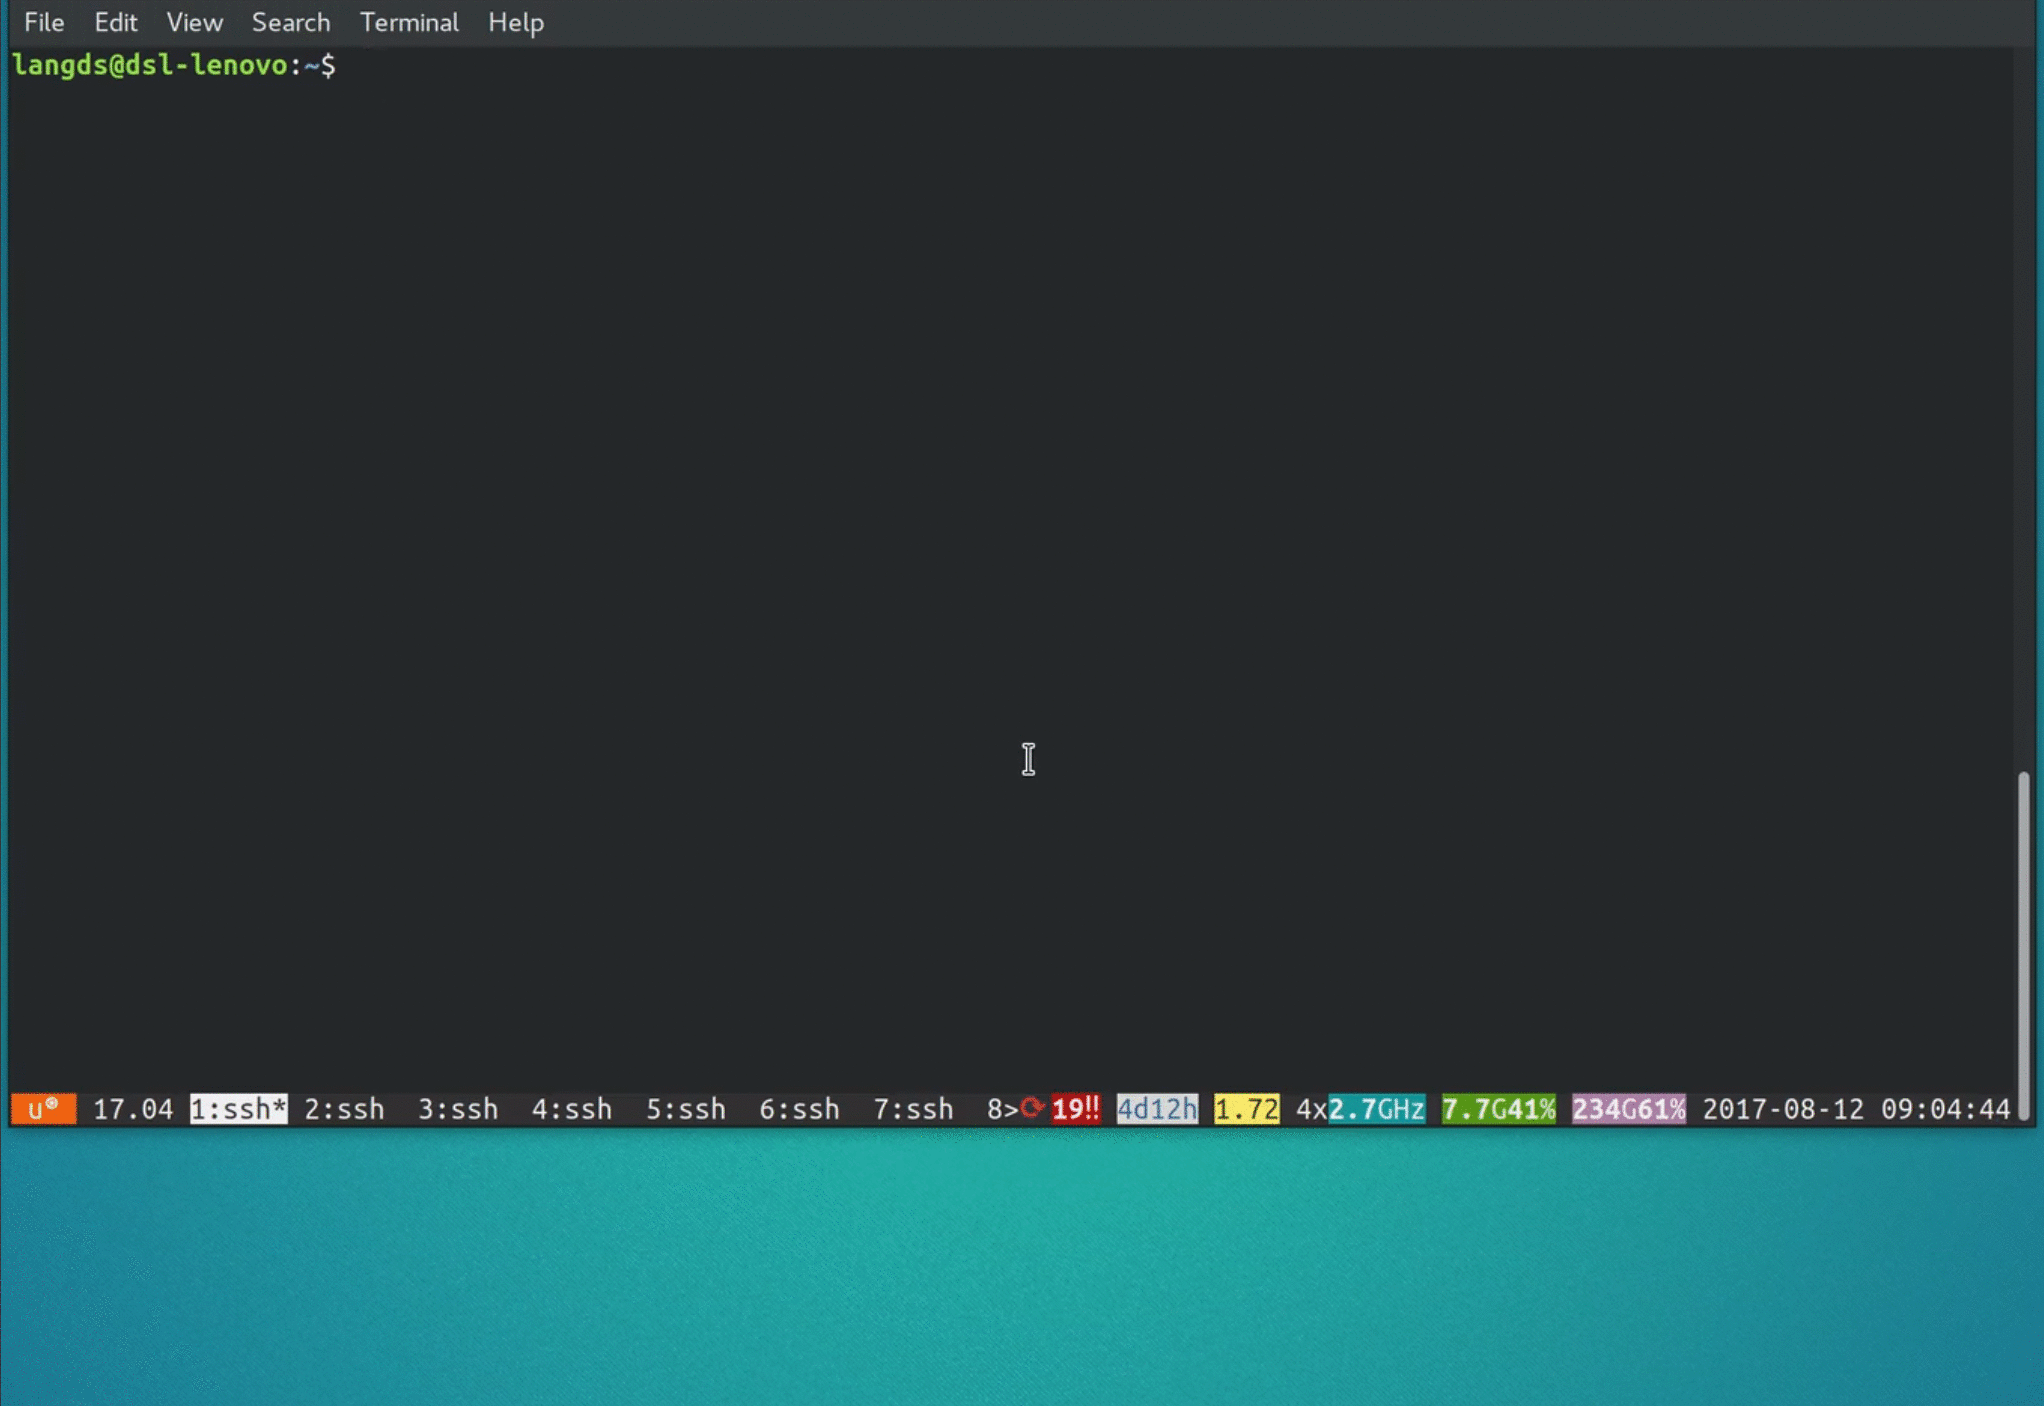 File Edit View Search Terminal Help
langds@dsl-lenovo:~$
u 17.04 1:ssh* 2:ssh 3:ssh 4:ssh 5:ssh 6:ssh 7:ssh 8>⟳19!! 4d12h 1.72 4x2.7GHz 7.7G41% 234G61% 2017-08-12 09:04:44